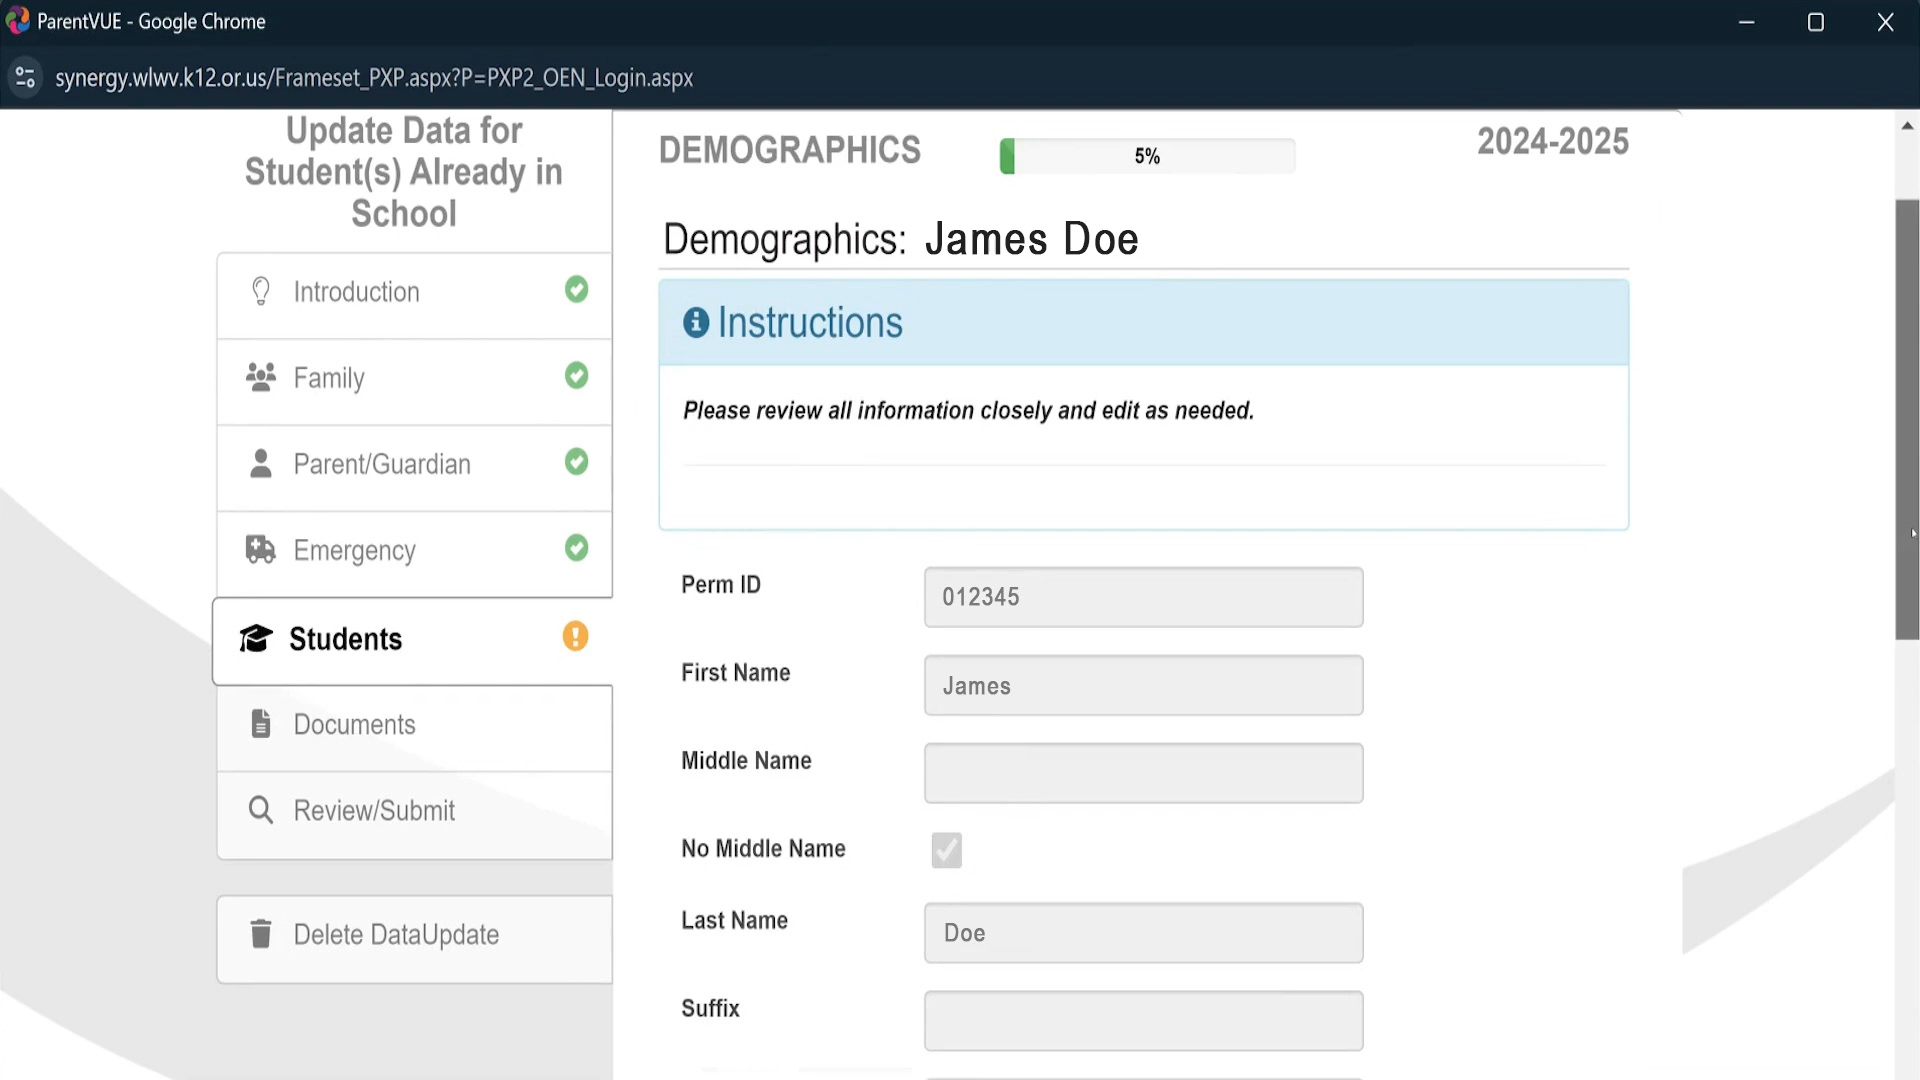 ParentVUE - Google Chrome
synergy.wlwv.k12.or.us/Frameset_PXP.aspx?P=PXP2_OEN_Login.aspx
Update Data for
Student(s) Already in
School
Introduction
Family
Parent/Guardian
Emergency
Students
Documents
Review/Submit
Delete DataUpdate
DEMOGRAPHICS
5%
2024-2025
Demographics: James Doe
Instructions
Please review all information closely and edit as needed.
Perm ID
012345
First Name
James
Middle Name
No Middle Name
Last Name
Doe
Suffix